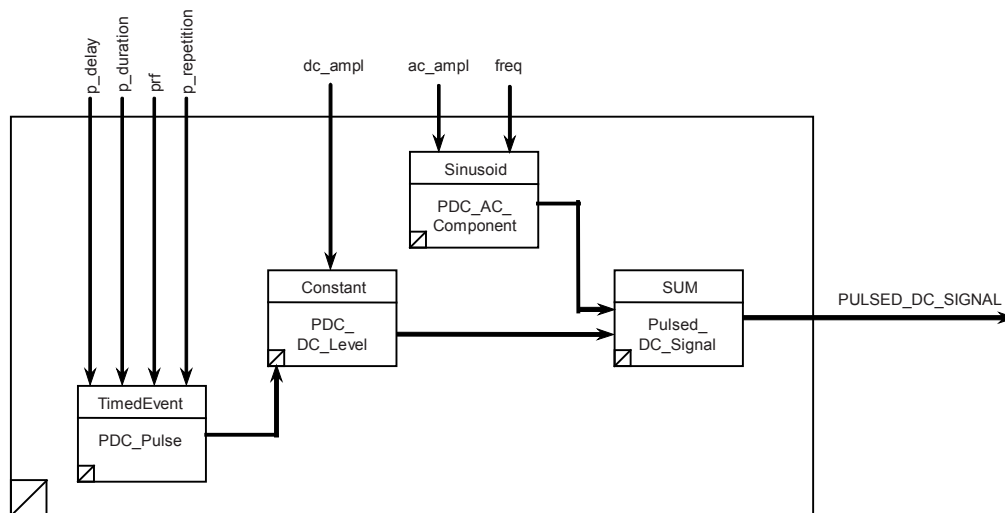 p_delay
p_duration
prf
p_repetition
dc_ampl
ac_ampl
freq
Sinusoid
PDC_AC_
Component
Constant
PDC_
DC_Level
SUM
Pulsed_
DC_Signal
PULSED_DC_SIGNAL
TimedEvent
PDC_Pulse